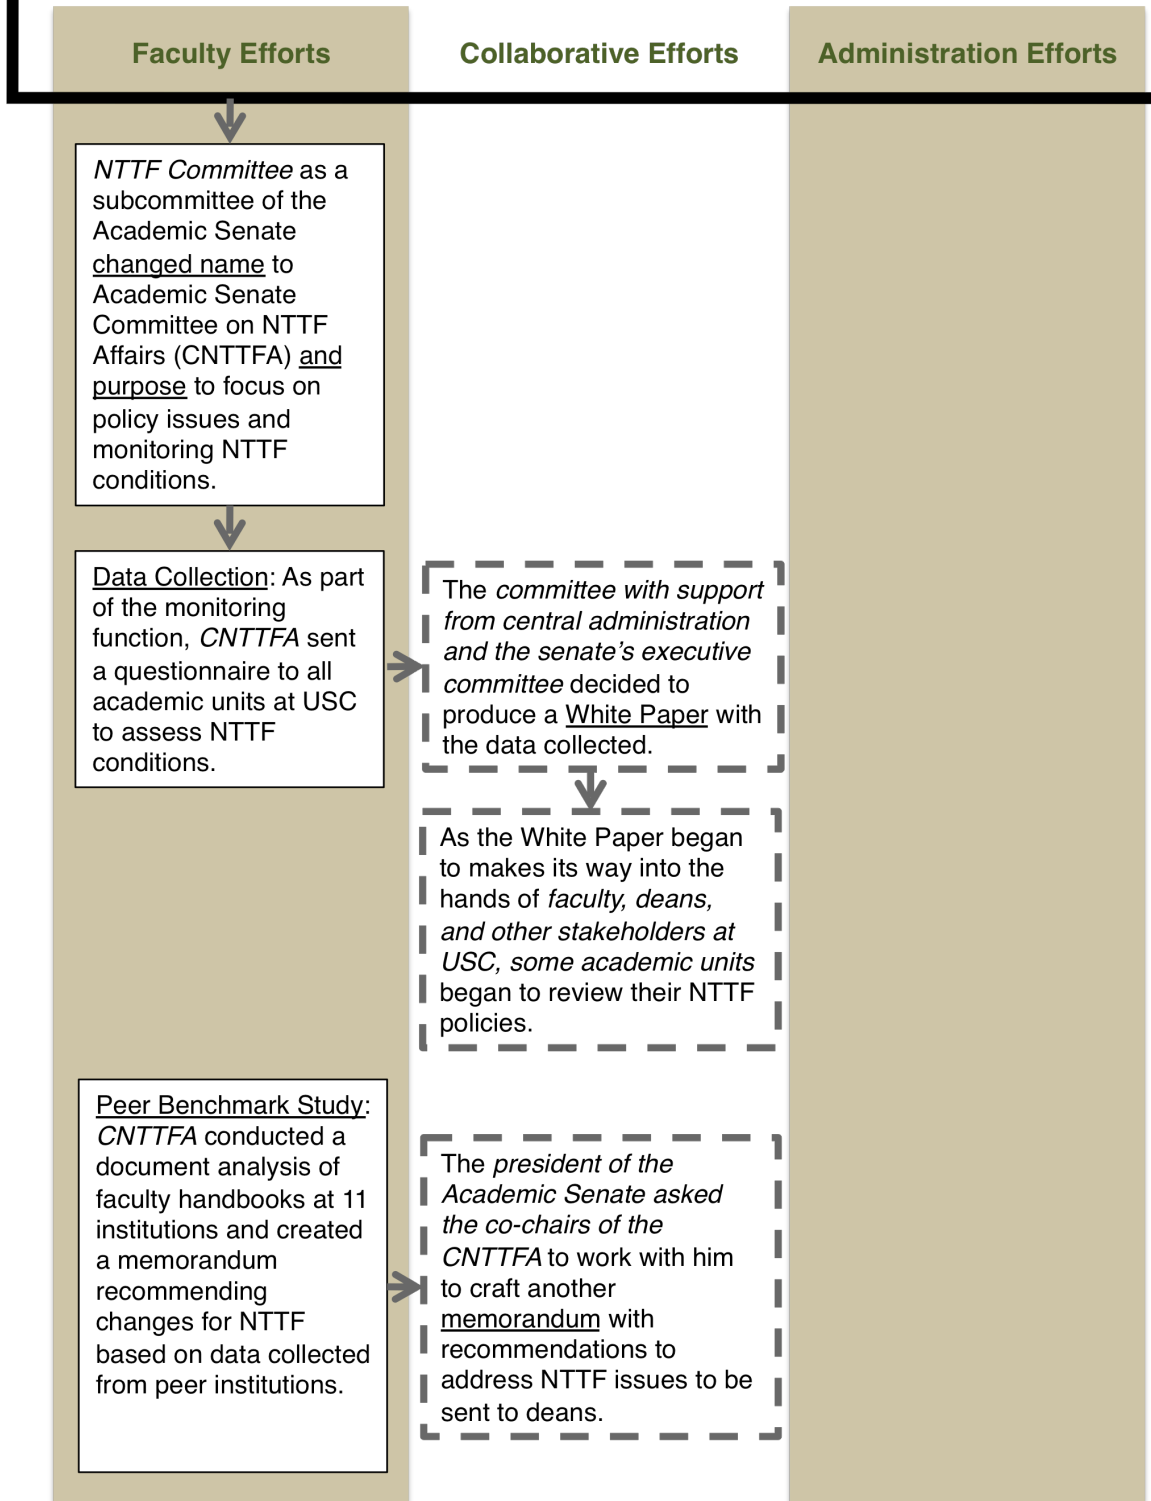 Faculty Efforts
Collaborative Efforts
Administration Efforts
NTTF Committee as a
subcommittee of the
Academic Senate
changed name to
Academic Senate
Committee on NTTF
Affairs (CNTTFA) and
purpose to focus on
policy issues and
monitoring NTTF
conditions.
Data Collection: As part
of the monitoring
function, CNTTFA sent
a questionnaire to all
academic units at USC
to assess NTTF
conditions.
The committee with support
from central administration
and the senate’s executive
committee decided to
produce a White Paper with
the data collected.
As the White Paper began
to makes its way into the
hands of faculty, deans,
and other stakeholders at
USC, some academic units
began to review their NTTF
policies.
Peer Benchmark Study:
CNTTFA conducted a
document analysis of
faculty handbooks at 11
institutions and created
a memorandum
recommending
changes for NTTF
based on data collected
from peer institutions.
The president of the
Academic Senate asked
the co-chairs of the
CNTTFA to work with him
to craft another
memorandum with
recommendations to
address NTTF issues to be
sent to deans.